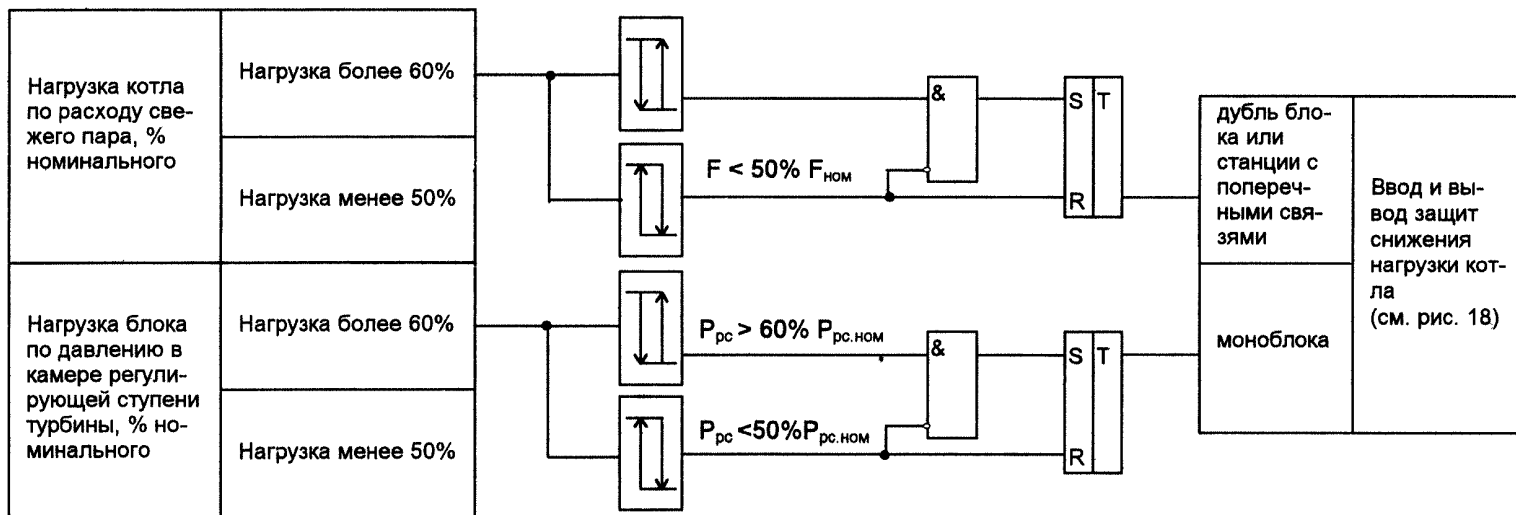 Нагрузка котла
по расходу све-
жего пара, %
номинального
Нагрузка более 60%
Нагрузка менее 50%
F < 50% Fном
&
S T
R
дубль бло-
ка или
станции с
попереч-
ными свя-
зями
Ввод и вы-
вод защит
снижения
нагрузки кот-
ла
(см. рис. 18)
Нагрузка блока
по давлению в
камере регули-
рующей ступени
турбины, % но-
минального
Нагрузка более 60%
Нагрузка менее 50%
Pрс > 60% Pрс.ном
Pрс <50%Pрс.ном
&
S T
R
моноблока